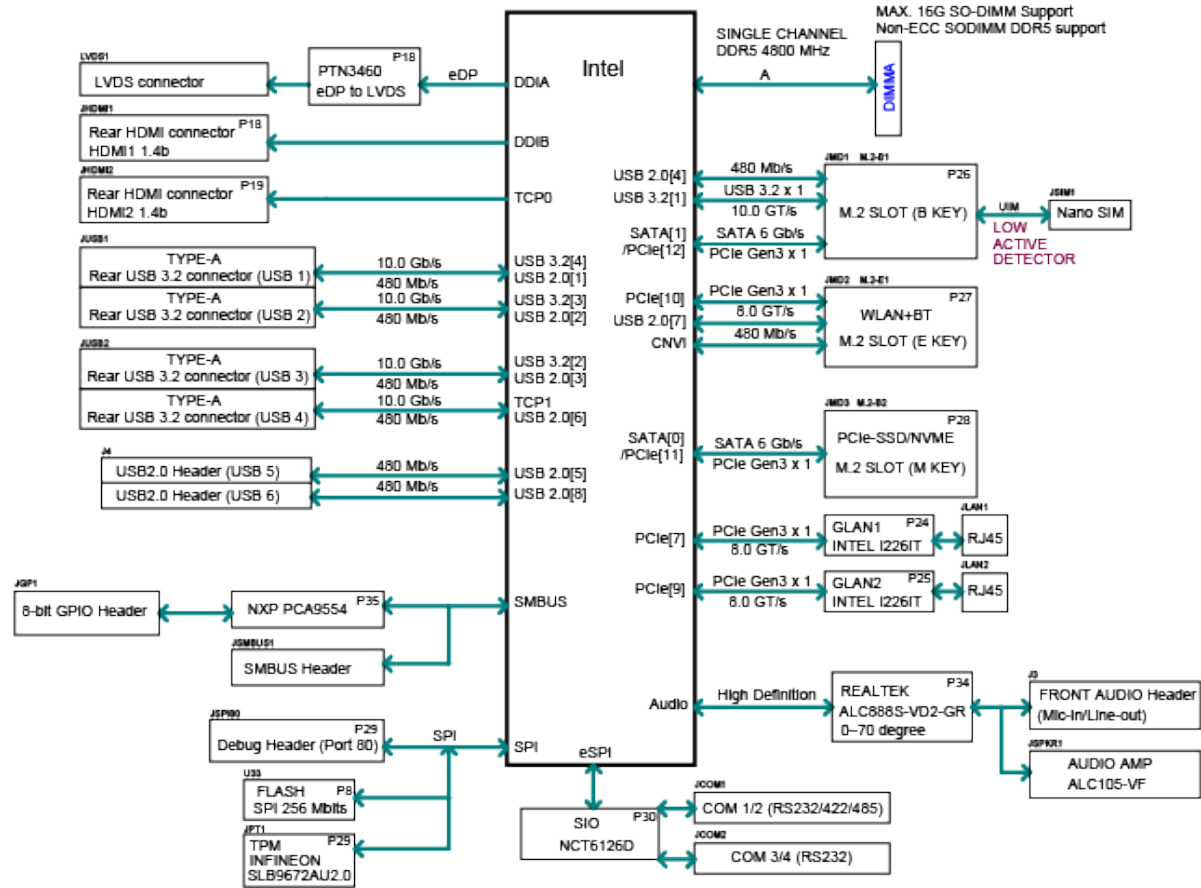 MAX. 16G SO-DIMM Support
Non-ECC SODIMM DDR5 support
SINGLE CHANNEL
DDR5 4800 MHz
A
DIMMA
Intel
LVDS1
LVDS connector
P18
PTN3460
eDP to LVDS
eDP
DDIA
JHDMI1
P18
Rear HDMI connector
HDMI1 1.4b
DDIB
JHDMI2
P19
Rear HDMI connector
HDMI2 1.4b
TCP0
JUSB1
TYPE-A
Rear USB 3.2 connector (USB 1)
10.0 Gb/s
480 Mb/s
USB 3.2[4]
USB 2.0[1]
TYPE-A
Rear USB 3.2 connector (USB 2)
10.0 Gb/s
480 Mb/s
USB 3.2[3]
USB 2.0[2]
JUSB2
TYPE-A
Rear USB 3.2 connector (USB 3)
10.0 Gb/s
480 Mb/s
USB 3.2[2]
USB 2.0[3]
TYPE-A
Rear USB 3.2 connector (USB 4)
10.0 Gb/s
480 Mb/s
TCP1
USB 2.0[6]
J4
USB2.0 Header (USB 5)
480 Mb/s
USB 2.0[5]
USB2.0 Header (USB 6)
480 Mb/s
USB 2.0[8]
JGP1
8-bit GPIO Header
P35
NXP PCA9554
SMBUS
JSMBUS1
SMBUS Header
JSPI80
P29
Debug Header (Port 80)
SPI
SPI
U33
FLASH
P8
SPI 256 Mbits
JPT1
TPM
P29
INFINEON
SLB9672AU2.0
USB 2.0[4]
480 Mb/s
USB 3.2[1]
USB 3.2 x 1
10.0 GT/s
SATA[1]
/PCIe[12]
SATA 6 Gb/s
PCIe Gen3 x 1
JMD1 M.2-B1
P26
M.2 SLOT (B KEY)
UIM
LOW
ACTIVE
DETECTOR
JSIM1
Nano SIM
PCIe[10]
PCIe Gen3 x 1
8.0 GT/s
USB 2.0[7]
480 Mb/s
CNVI
JMD2 M.2-E1
P27
WLAN+BT
M.2 SLOT (E KEY)
SATA[0]
/PCIe[11]
SATA 6 Gb/s
PCIe Gen3 x 1
JMD3 M.2-B2
P28
PCIe-SSD/NVME
M.2 SLOT (M KEY)
PCIe[7]
PCIe Gen3 x 1
8.0 GT/s
GLAN1
P24
INTEL I226IT
JLAN1
RJ45
PCIe[9]
PCIe Gen3 x 1
8.0 GT/s
GLAN2
P25
INTEL I226IT
JLAN2
RJ45
Audio
High Definition
REALTEK
P34
ALC888S-VD2-GR
0–70 degree
J3
FRONT AUDIO Header
(Mic-in/Line-out)
JSPKR1
AUDIO AMP
ALC105-VF
eSPI
P30
SIO
NCT6126D
JCOM1
COM 1/2 (RS232/422/485)
JCOM2
COM 3/4 (RS232)